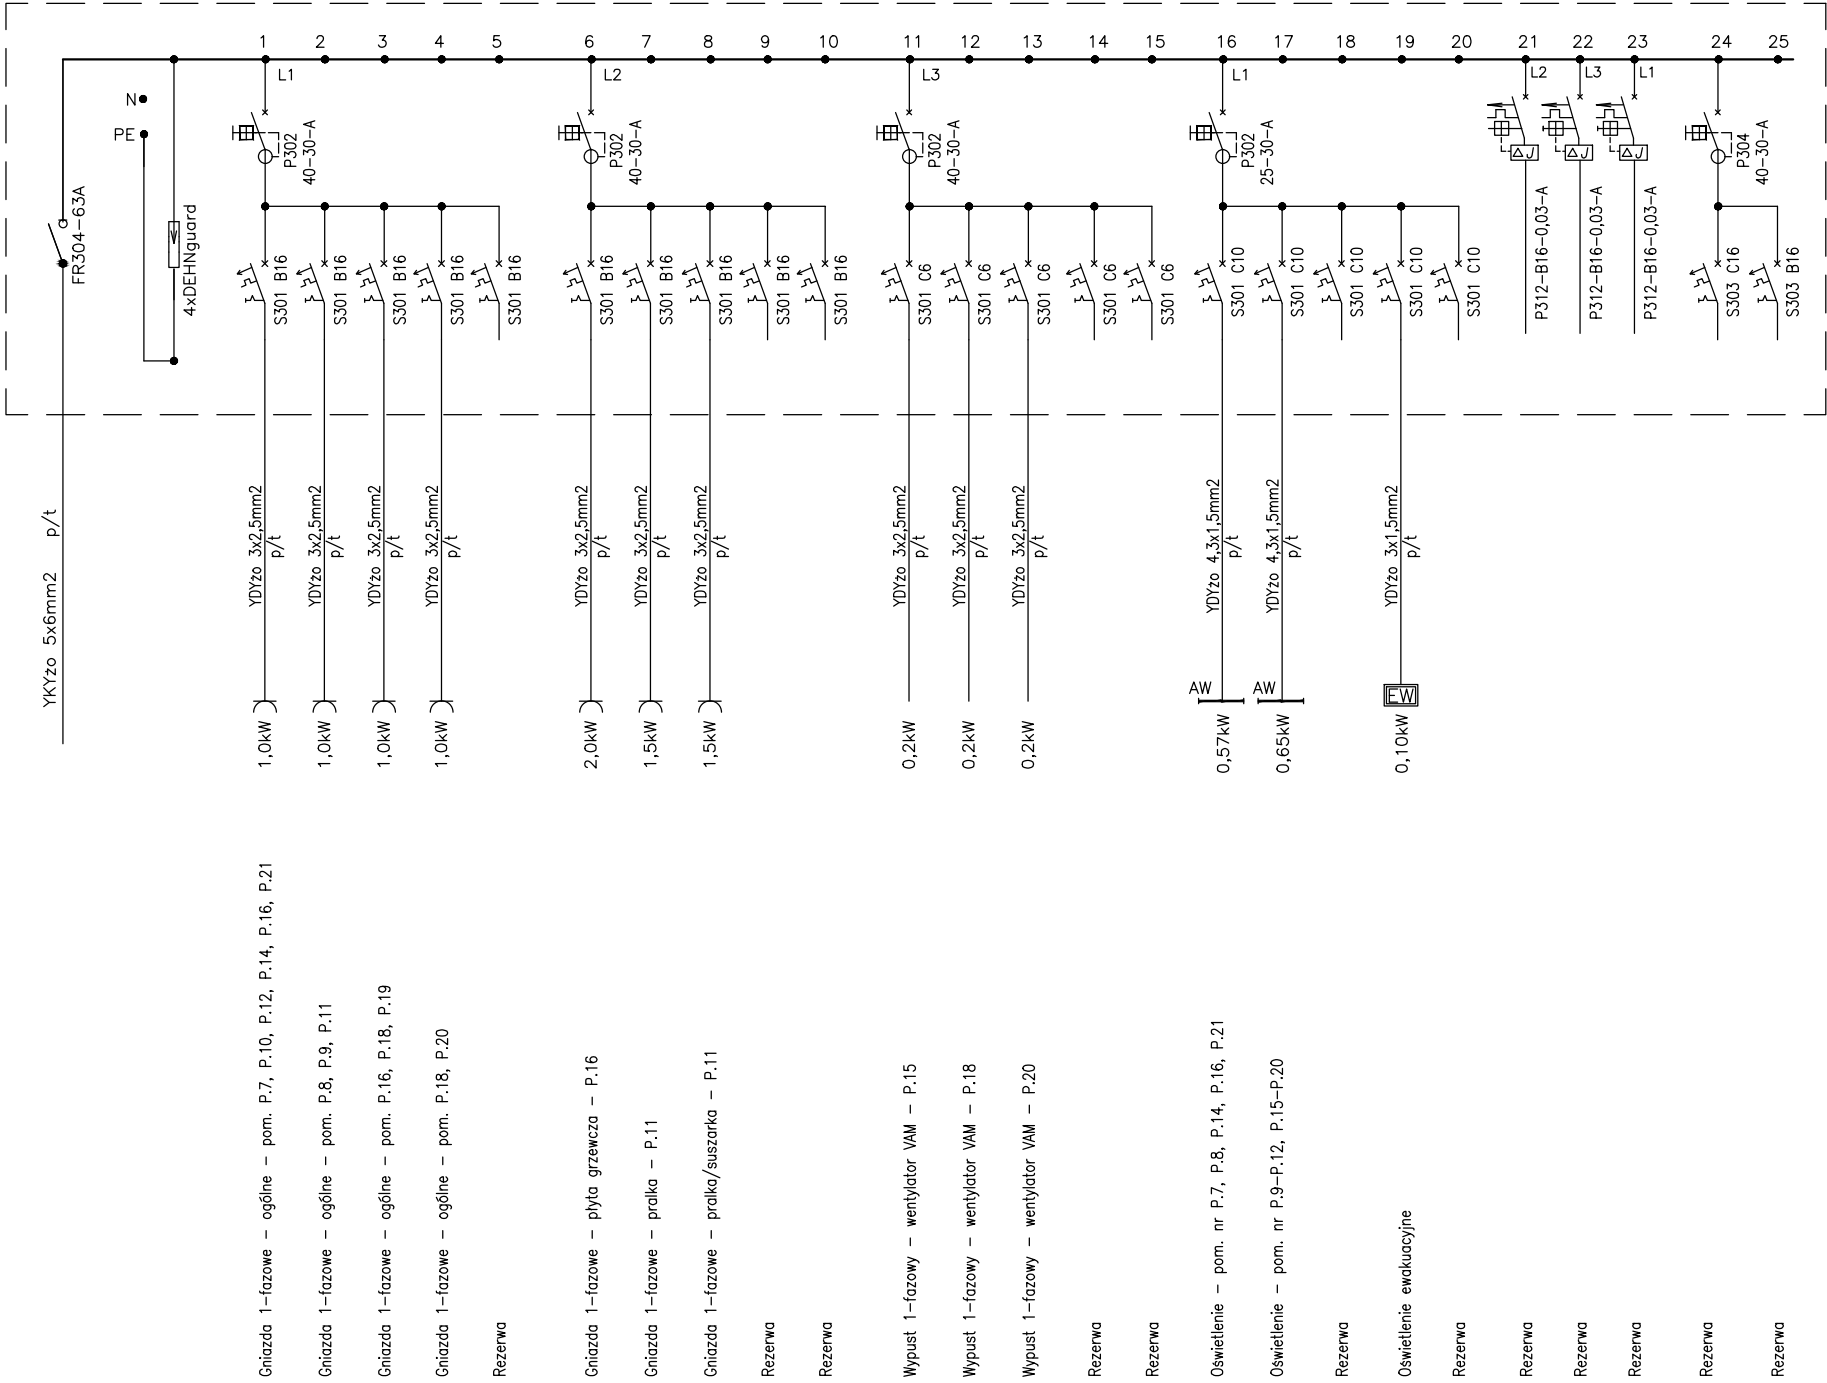 1 2 3 4 5 6 7 8 9 10 11 12 13 14 15 16 17 18 19 20 21 22 23 24 25
L1 L2 L3 L1 L2 L3 L1
N
PE
FR304-63A
4xDEHNguard
P302
40-30-A
P302
40-30-A
P302
40-30-A
P302
25-30-A
P312-B16-0,03-A
P312-B16-0,03-A
P312-B16-0,03-A
P304
40-30-A
ΔJ
ΔJ
ΔJ
S301 B16
S301 B16
S301 B16
S301 B16
S301 B16
S301 B16
S301 B16
S301 B16
S301 B16
S301 B16
S301 C6
S301 C6
S301 C6
S301 C6
S301 C6
S301 C10
S301 C10
S301 C10
S301 C10
S301 C10
S303 C16
S303 B16
YKYżo 5x6mm2 p/t
YDYżo 3x2,5mm2
p/t
YDYżo 3x2,5mm2
p/t
YDYżo 3x2,5mm2
p/t
YDYżo 3x2,5mm2
p/t
YDYżo 3x2,5mm2
p/t
YDYżo 3x2,5mm2
p/t
YDYżo 3x2,5mm2
p/t
YDYżo 3x2,5mm2
p/t
YDYżo 3x2,5mm2
p/t
YDYżo 3x2,5mm2
p/t
YDYżo 4,3x1,5mm2
p/t
YDYżo 4,3x1,5mm2
p/t
YDYżo 3x1,5mm2
p/t
AW
AW
EW
1,0kW
1,0kW
1,0kW
1,0kW
2,0kW
1,5kW
1,5kW
0,2kW
0,2kW
0,2kW
0,57kW
0,65kW
0,10kW
Gniazda 1-fazowe - ogólne - pom. P.7, P.10, P.12, P.14, P.16, P.21
Gniazda 1-fazowe - ogólne - pom. P.8, P.9, P.11
Gniazda 1-fazowe - ogólne - pom. P.16, P.18, P.19
Gniazda 1-fazowe - ogólne - pom. P.18, P.20
Rezerwa
Gniazda 1-fazowe - płyta grzewcza - P.16
Gniazda 1-fazowe - pralka - P.11
Gniazda 1-fazowe - pralka/suszarka - P.11
Rezerwa
Rezerwa
Wypust 1-fazowy - wentylator VAM - P.15
Wypust 1-fazowy - wentylator VAM - P.18
Wypust 1-fazowy - wentylator VAM - P.20
Rezerwa
Rezerwa
Oświetlenie - pom. nr P.7, P.8, P.14, P.16, P.21
Oświetlenie - pom. nr P.9-P.12, P.15-P.20
Rezerwa
Oświetlenie ewakuacyjne
Rezerwa
Rezerwa
Rezerwa
Rezerwa
Rezerwa
Rezerwa